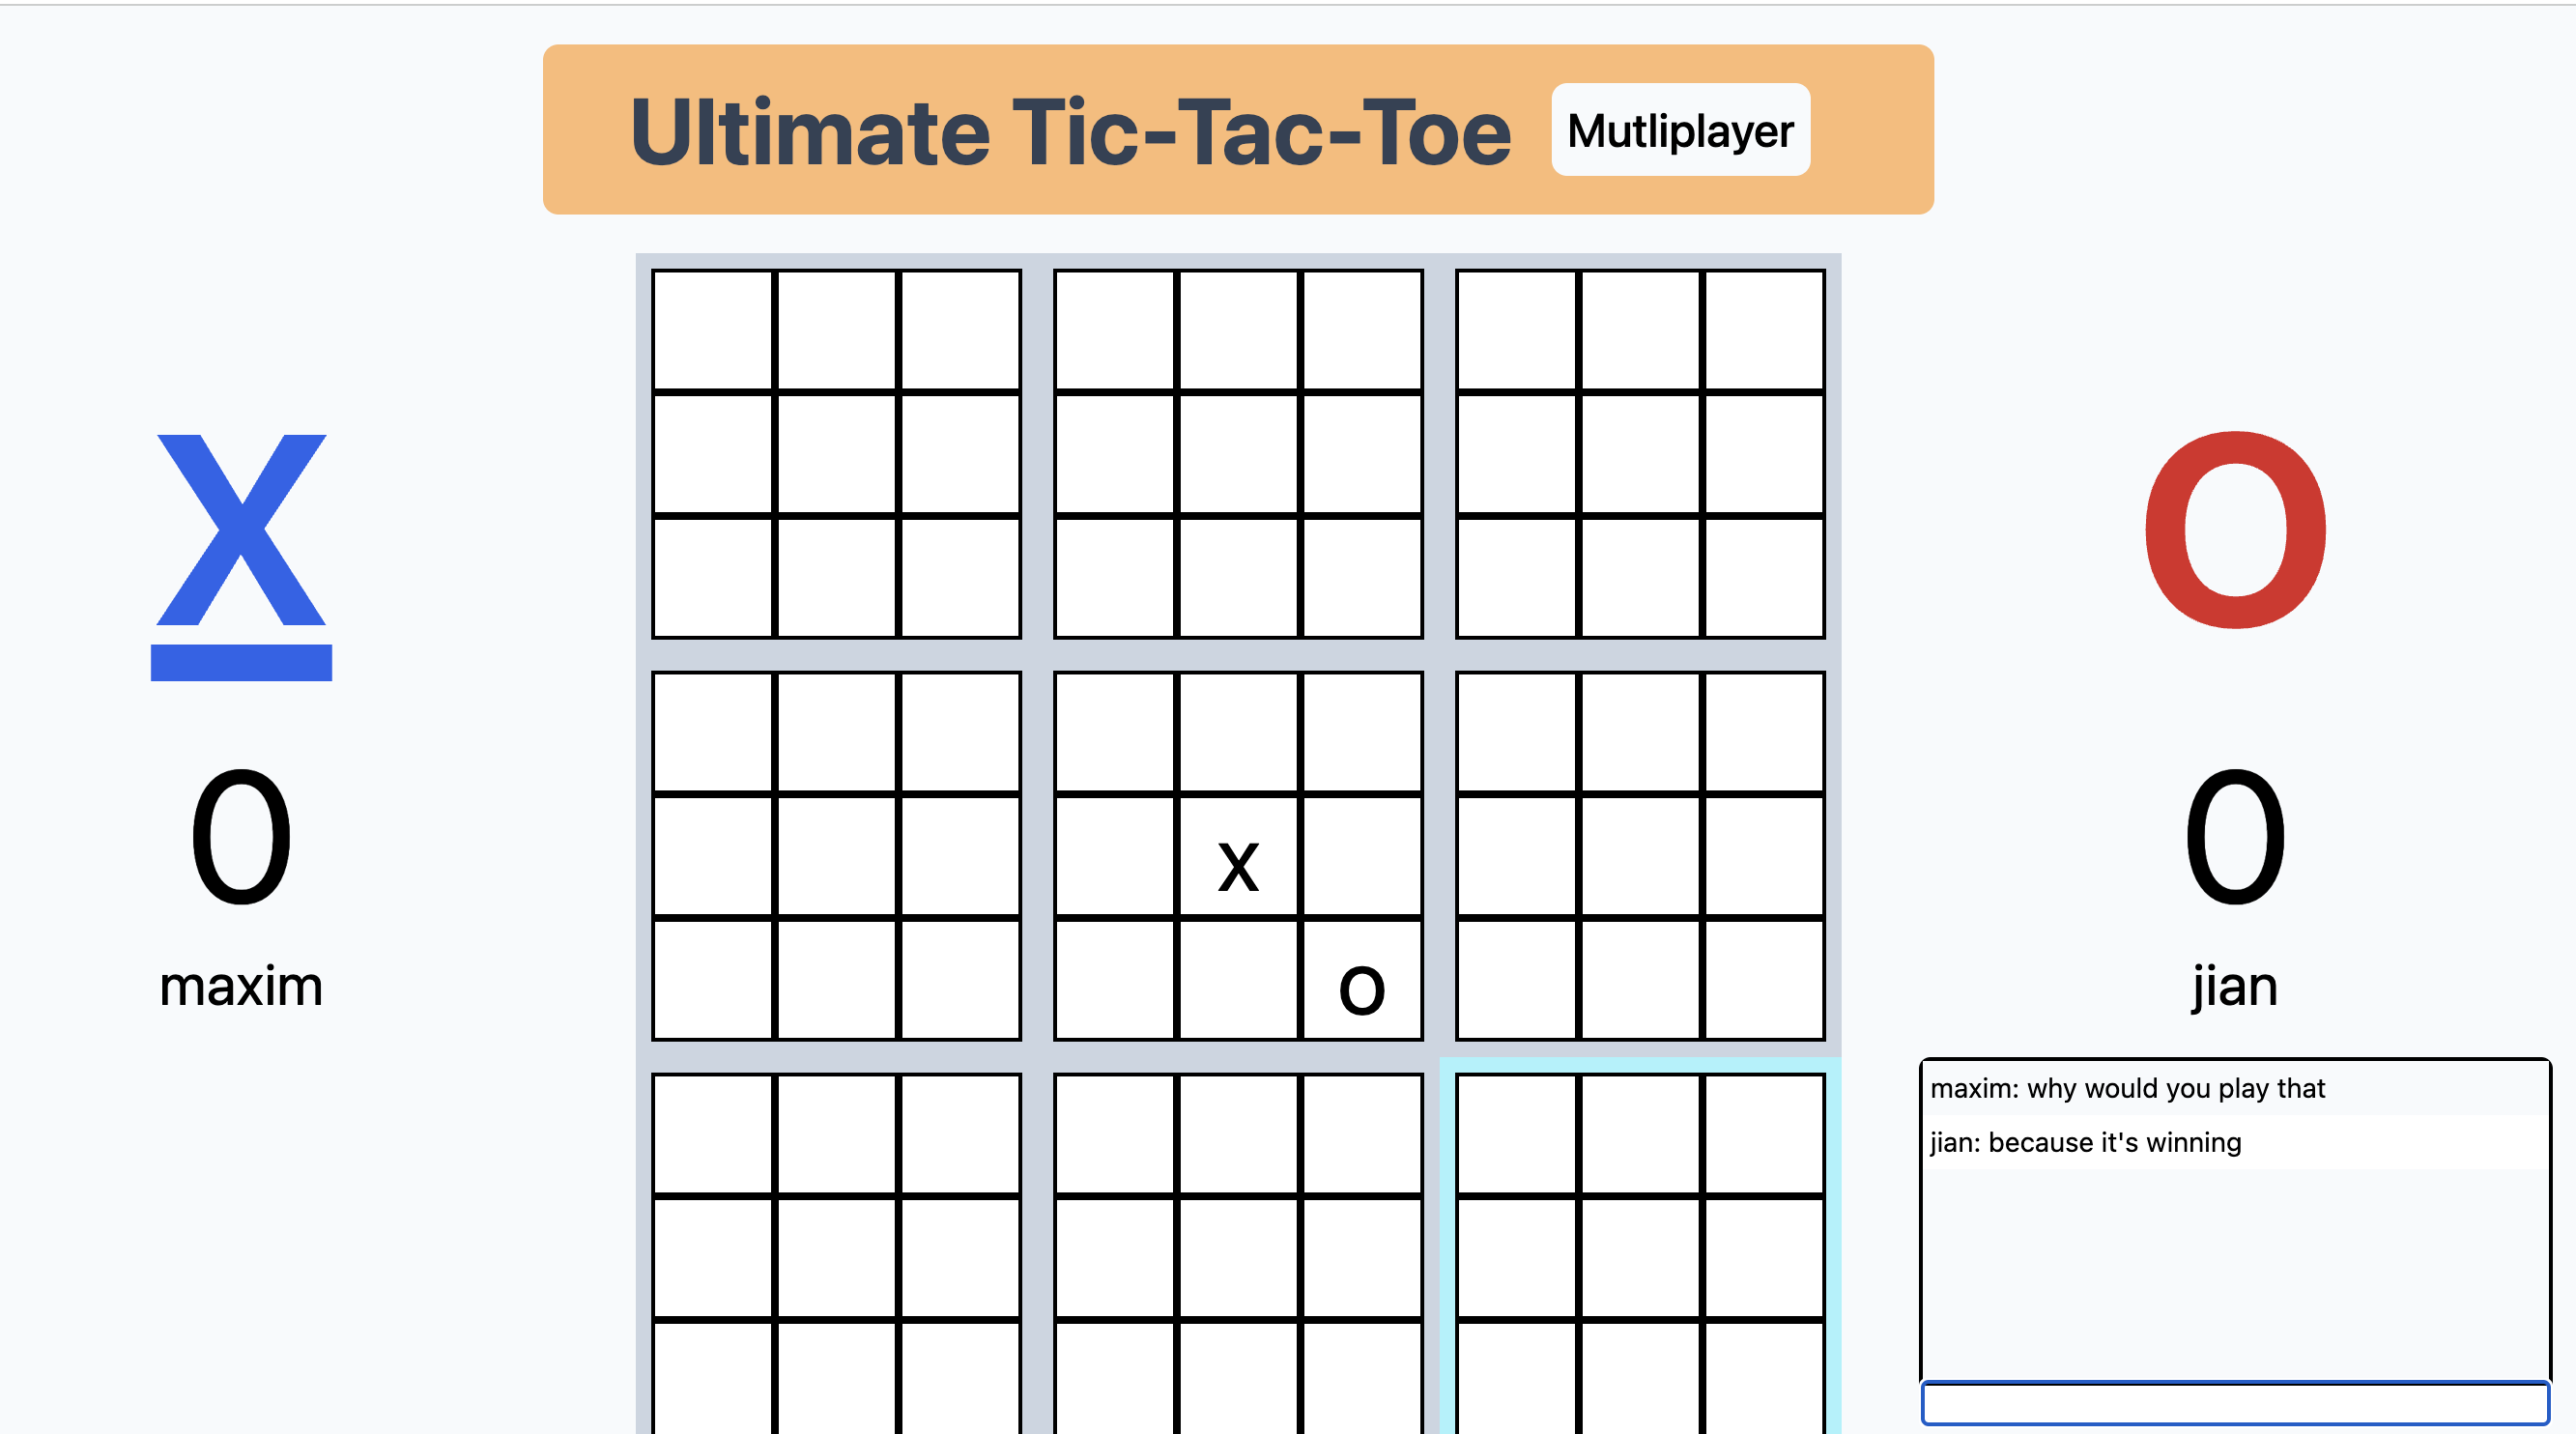 Ultimate Tic-Tac-Toe Mutliplayer
X
O
0
0
x
o
maxim
jian
maxim: why would you play that
jian: because it's winning